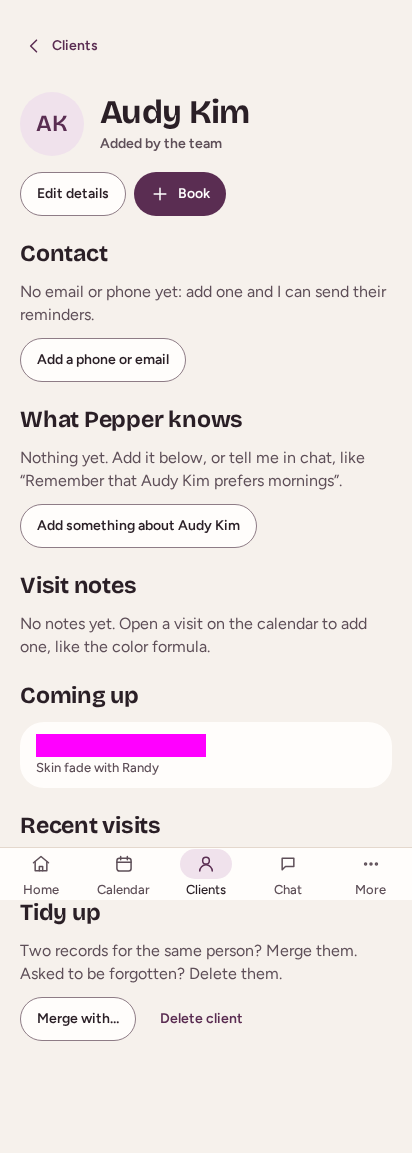 Clients
AK
Audy Kim
Added by the team
Edit details
Book
Contact
No email or phone yet: add one and I can send their
reminders.
Add a phone or email
What Pepper knows
Nothing yet. Add it below, or tell me in chat, like
“Remember that Audy Kim prefers mornings”.
Add something about Audy Kim
Visit notes
No notes yet. Open a visit on the calendar to add
one, like the color formula.
Coming up
Skin fade with Randy
Recent visits
Home
Calendar
Clients
Chat
More
Tidy up
Two records for the same person? Merge them.
Asked to be forgotten? Delete them.
Merge with...
Delete client